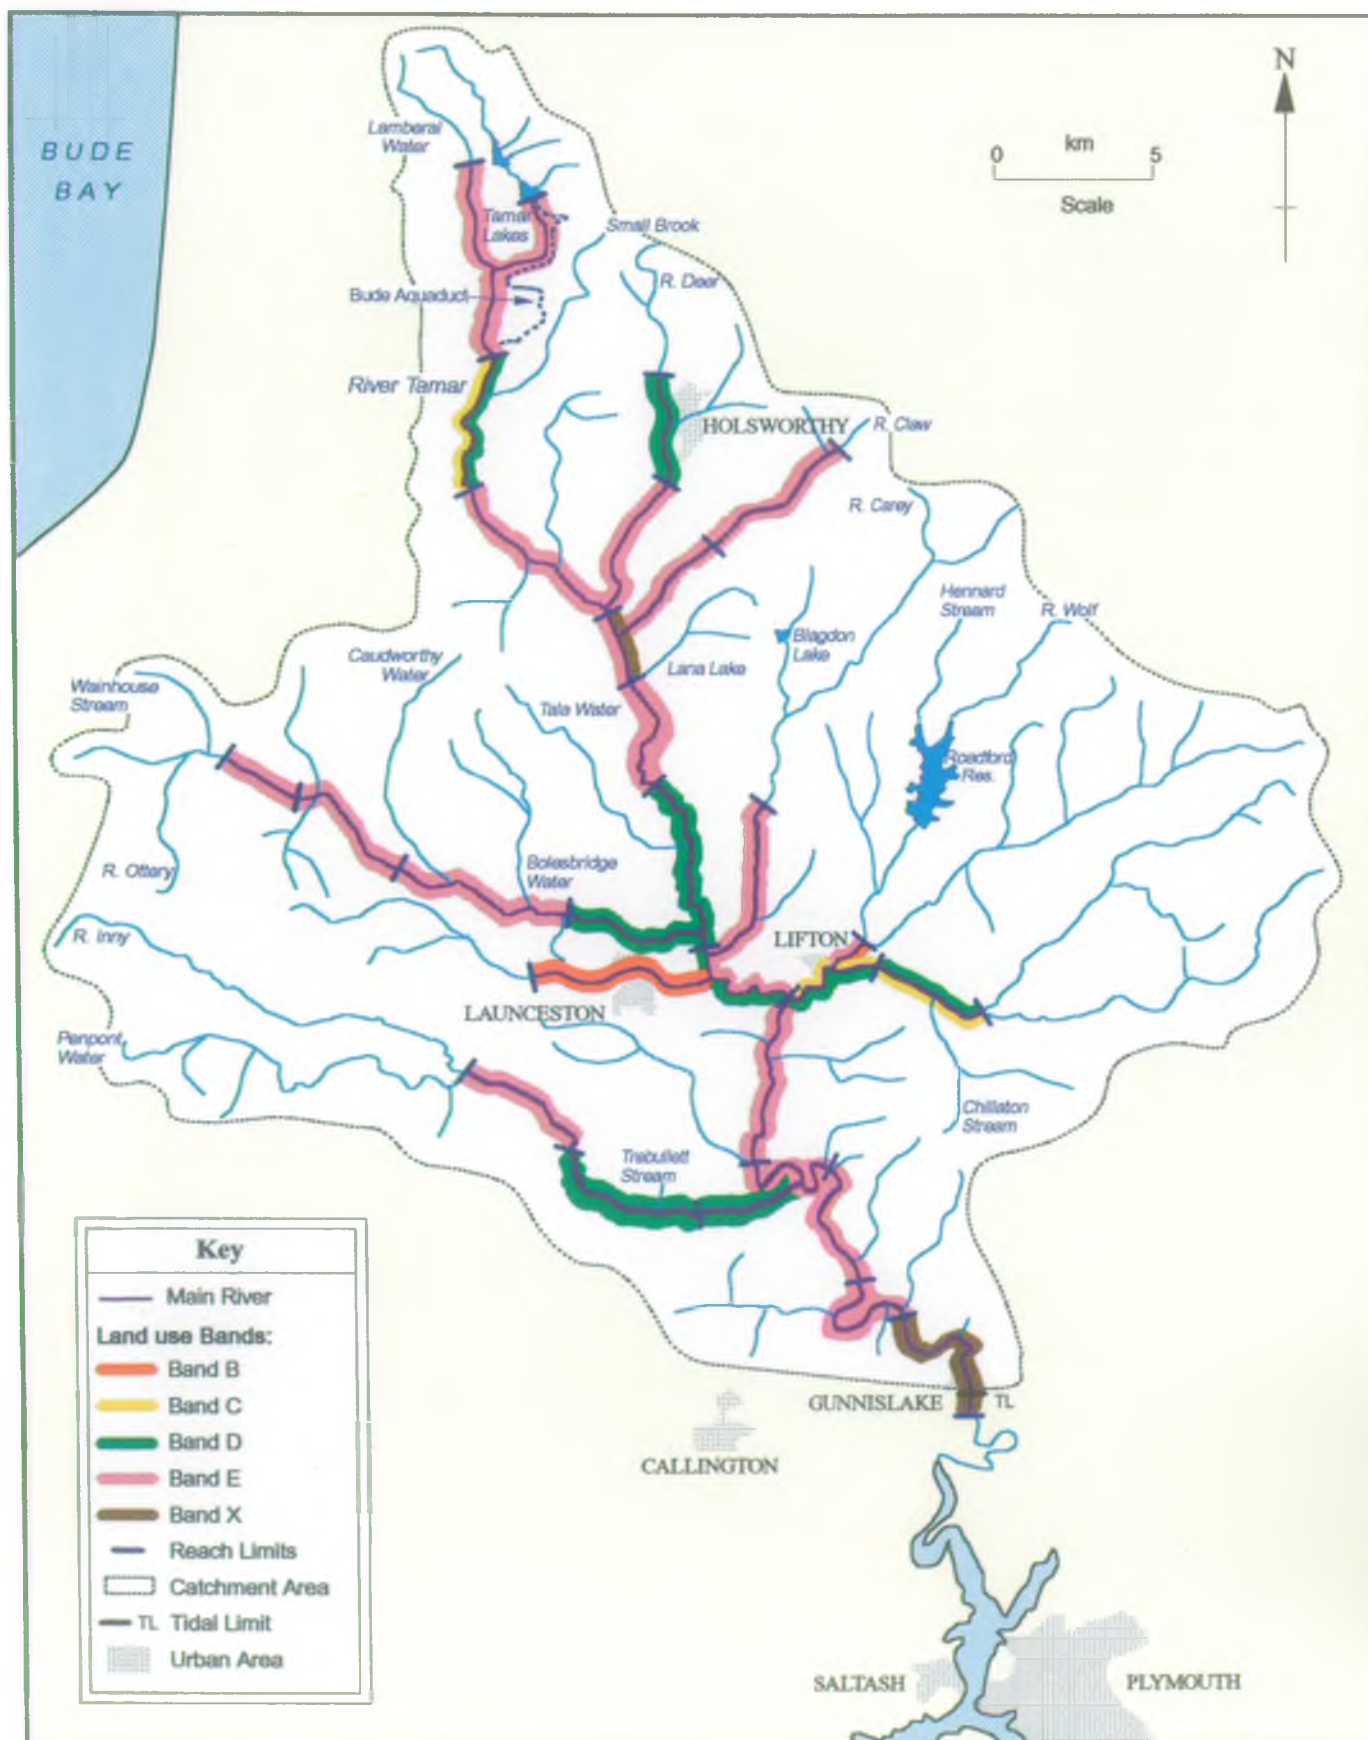 N
BUDE
BAY
km
0 5
Scale
Lamberal
Water
Tamar
Lakes
Small Brook
R. Deer
Bude Aquaduct
River Tamar
HOLSWORTHY
R. Claw
R. Carey
Hennard
Stream
R. Wolf
Blagdon
Lake
Lana Lake
Caudworthy
Water
Tala Water
Wainhouse
Stream
Roadford
Res.
R. Ottery
Bolesbridge
Water
R. Inny
LIFTON
LAUNCESTON
Penpont
Water
Chillaton
Stream
Trebullett
Stream
Key
Main River
Land use Bands:
Band B
Band C
Band D
Band E
Band X
Reach Limits
Catchment Area
TL Tidal Limit
Urban Area
GUNNISLAKE
TL
CALLINGTON
SALTASH
PLYMOUTH